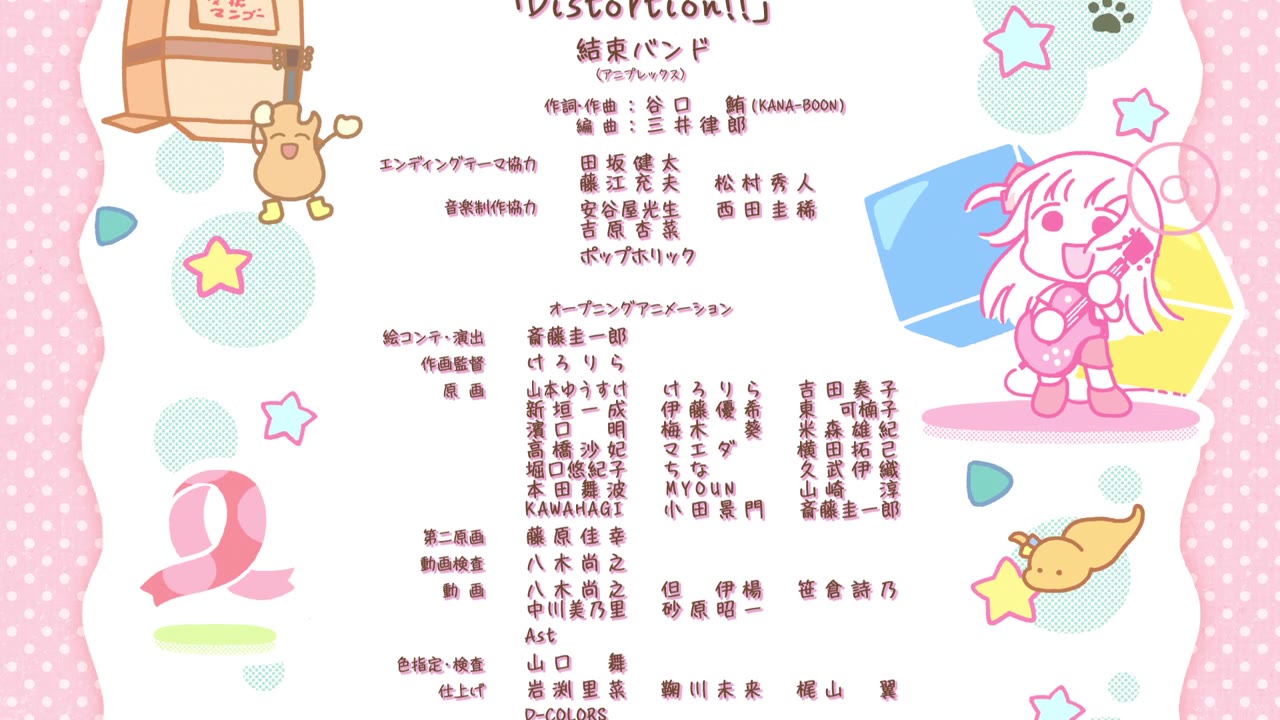 マンゴー
「Distortion!!」
結束バンド
(アニプレックス)
作詞・作曲：谷口 鮪(KANA-BOON)
編曲：三井律郎
エンディングテーマ協力 田坂健太
藤江充夫 松村秀人
音楽制作協力 安谷屋光生 西田圭稀
吉原杏菜
ポップホリック
オープニングアニメーション
絵コンテ・演出 斎藤圭一郎
作画監督 けろりら
原画 山本ゆうすけ けろりら 吉田奏子
新垣一成 伊藤優希 東 可楠子
濱口 明 梅木 葵 米森雄紀
高橋沙妃 マエダ 横田拓己
堀口悠紀子 ちな 久武伊織
本田舞波 MYOUN 山崎 淳
KAWAHAGI 小田景門 斎藤圭一郎
第二原画 藤原佳幸
動画検査 八木尚之
動画 八木尚之 但 伊楊 笹倉詩乃
中川美乃里 砂原昭一
Ast
色指定・検査 山口 舞
仕上げ 岩渕里菜 鞠川未来 梶山 翼
D-COLORS